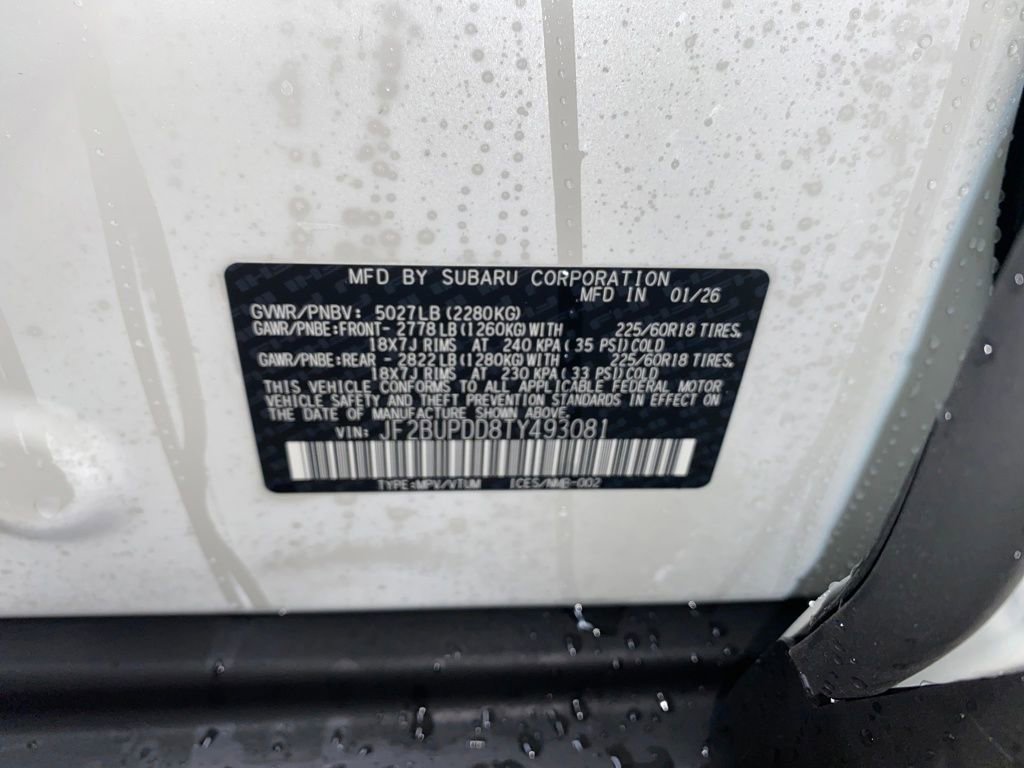 MFD BY SUBARU CORPORATION
MFD IN 01/26
GVWR/PNBV: 5027LB(2280KG)
GAWR/PNBE:FRONT- 2778LB(1260KG)WITH 225/60R18 TIRES,
18X7J RIMS AT 240 KPA( 35 PSI)COLD
GAWR/PNBE:REAR - 2822LB(1280KG)WITH 225/60R18 TIRES,
18X7J RIMS AT 230 KPA( 33 PSI)COLD
THIS VEHICLE CONFORMS TO ALL APPLICABLE FEDERAL MOTOR
VEHICLE SAFETY AND THEFT PREVENTION STANDARDS IN EFFECT ON
THE DATE OF MANUFACTURE SHOWN ABOVE.
VIN: JF2BUPDD8TY493081
TYPE:MPV/VTUM ICES/NMB-002